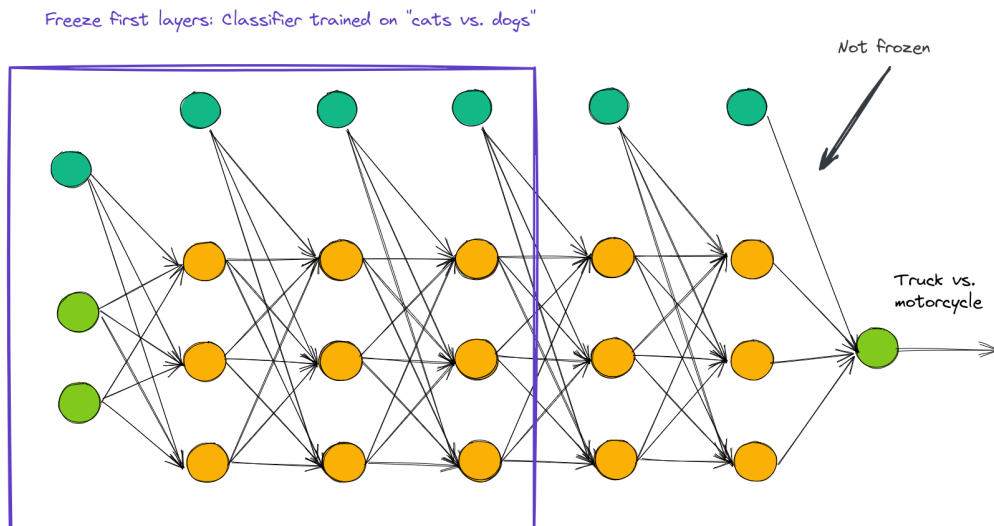 Freeze first layers: Classifier trained on "cats vs. dogs"
Not frozen
Truck vs.
motorcycle